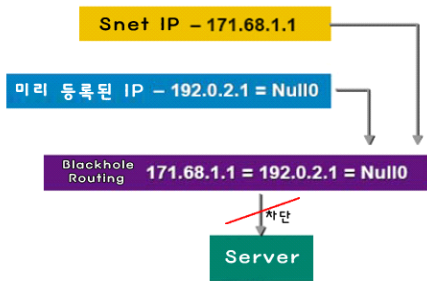 Snet IP – 171.68.1.1
미리 등록된 IP – 192.0.2.1 = Null0
Blackhole
Routing 171.68.1.1 = 192.0.2.1 = Null0
차단
Server